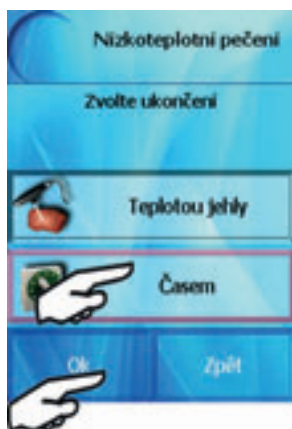 Nízkoteplotní pečení
Zvolte ukončení
Teplotou jehly
Časem
Ok
Zpět